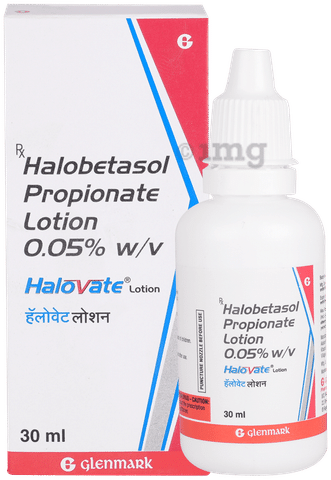 G
℞
Halobetasol
Propionate
Lotion
0.05% w/v
Halovate® Lotion
हॅलोवेट लोशन
30 ml
G glenmark
1mg
℞
Halobetasol
Propionate
Lotion
0.05% w/v
Halovate® Lotion
हॅलोवेट लोशन
30 ml
G glenmark
PUNCTURE NOZZLE BEFORE USE